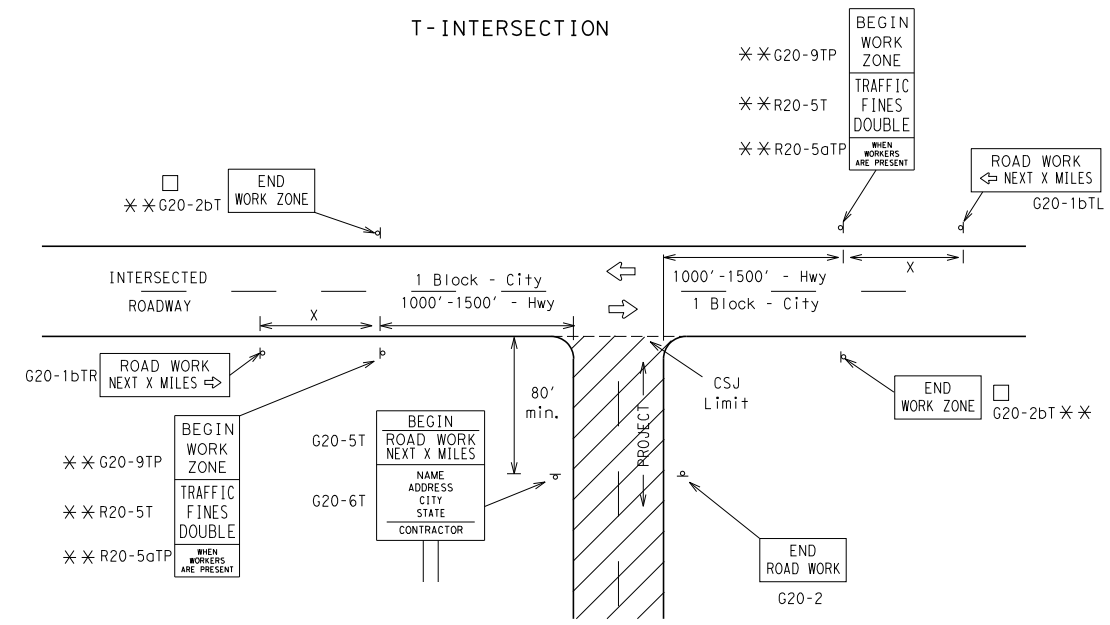 T-INTERSECTION
BEGIN
WORK
ZONE
TRAFFIC
FINES
DOUBLE
WHEN
WORKERS
ARE PRESENT
G20-9TP
R20-5T
R20-5aTP
ROAD WORK
NEXT X MILES
G20-1bTL
END
WORK ZONE
G20-2bT
INTERSECTED
ROADWAY
1 Block - City
1000'-1500' - Hwy
1000'-1500' - Hwy
1 Block - City
X
X
G20-1bTR
ROAD WORK
NEXT X MILES
80'
min.
CSJ
Limit
PROJECT
END
WORK ZONE
G20-2bT
BEGIN
WORK
ZONE
TRAFFIC
FINES
DOUBLE
WHEN
WORKERS
ARE PRESENT
G20-9TP
R20-5T
R20-5aTP
G20-5T
G20-6T
BEGIN
ROAD WORK
NEXT X MILES
NAME
ADDRESS
CITY
STATE
CONTRACTOR
END
ROAD WORK
G20-2